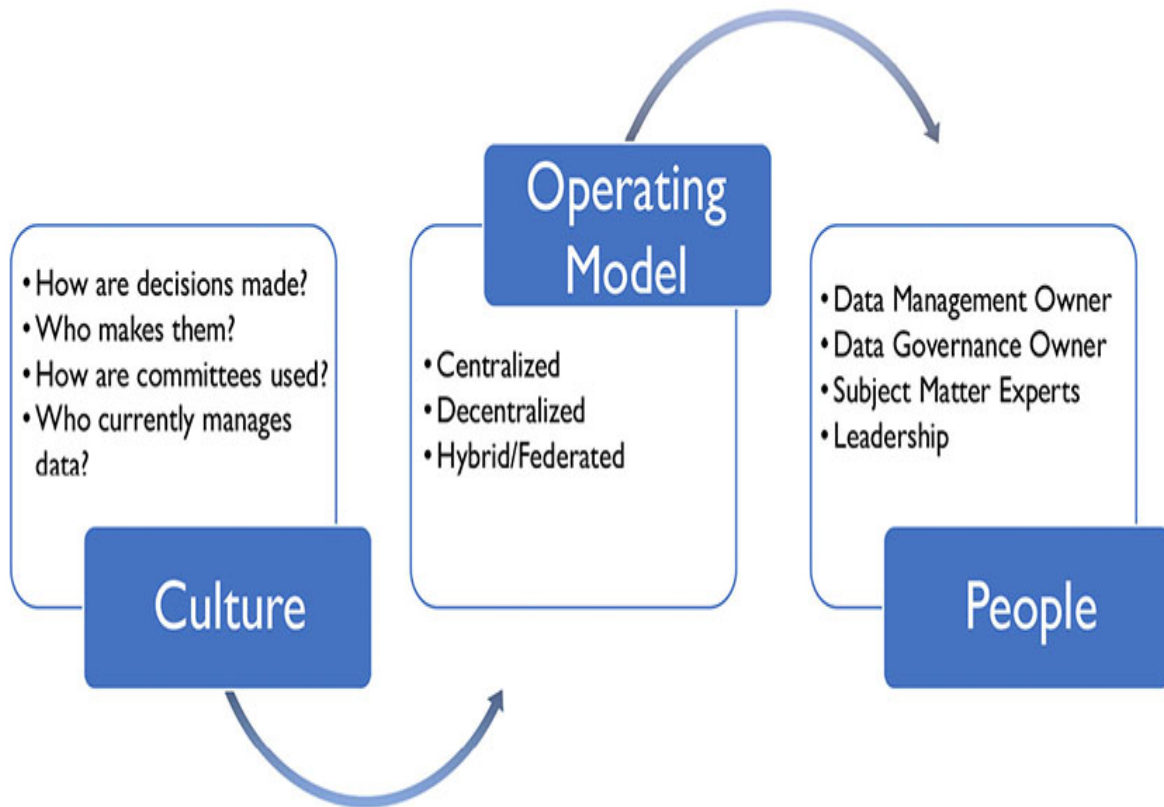 • How are decisions made?
• Who makes them?
• How are committees used?
• Who currently manages
data?
Culture
Operating
Model
• Centralized
• Decentralized
• Hybrid/Federated
• Data Management Owner
• Data Governance Owner
• Subject Matter Experts
• Leadership
People